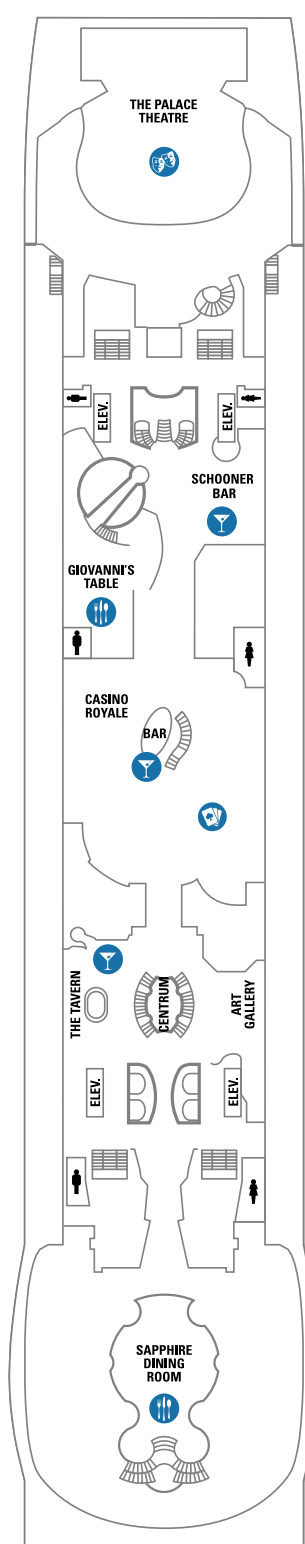 THE PALACE
THEATRE
ELEV.
ELEV.
SCHOONER
BAR
GIOVANNI'S
TABLE
CASINO
ROYALE
BAR
THE TAVERN
CENTRUM
ART
GALLERY
ELEV.
ELEV.
SAPPHIRE
DINING
ROOM